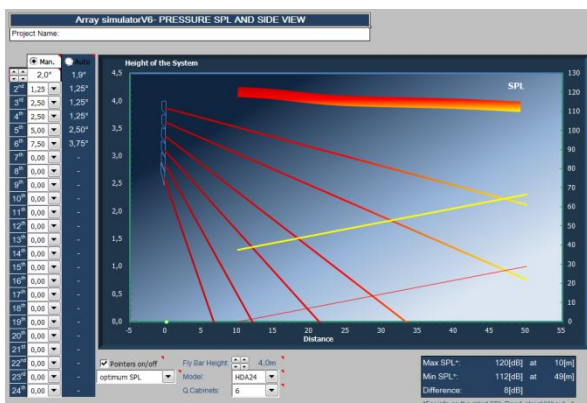 Array simulatorV6- PRESSURE SPL AND SIDE VIEW
Project Name:
Man. Auto
2,0° 1,9°
2nd 1,25 1,25°
3rd 2,50 1,25°
4th 2,50 1,25°
5th 5,00 2,50°
6th 7,50 3,75°
7th 0,00 -
8th 0,00 -
9th 0,00 -
10th 0,00 -
11th 0,00 -
12th 0,00 -
13th 0,00 -
14th 0,00 -
15th 0,00 -
16th 0,00 -
17th 0,00 -
18th 0,00 -
19th 0,00 -
20th 0,00 -
21st 0,00 -
22nd 0,00 -
23rd 0,00 -
24th 0,00 -
Height of the System
SPL
4,5
4,0
3,5
3,0
2,5
2,0
1,5
1,0
0,5
0,0
130
120
110
100
90
80
70
60
50
40
30
20
10
0
-5 0 5 10 15 20 25 30 35 40 45 50 55
Distance
Pointers on/off Fly Bar Height 4.0m
optimum SPL Model: HDA24
Q.Cabinets: 6
Max SPL*: 120[dB] at 10[m]
Min SPL*: 112[dB] at 49[m]
Difference: 8[dB]